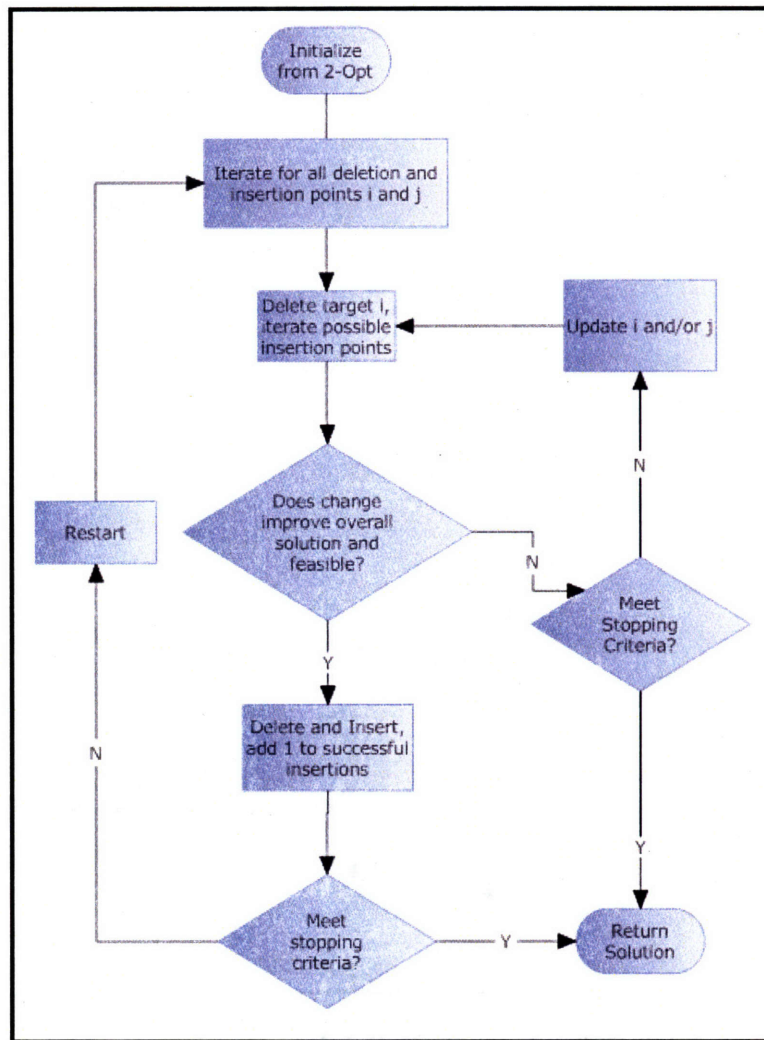 Initialize
from 2-Opt
Iterate for all deletion and
insertion points i and j
Delete target i,
iterate possible
insertion points
Update i and/or j
N
Restart
Does change
improve overall
solution and
feasible?
N
Meet
Stopping
Criteria?
Y
Delete and Insert,
add 1 to successful
insertions
N
Y
Meet
stopping
criteria?
Y
Return
Solution